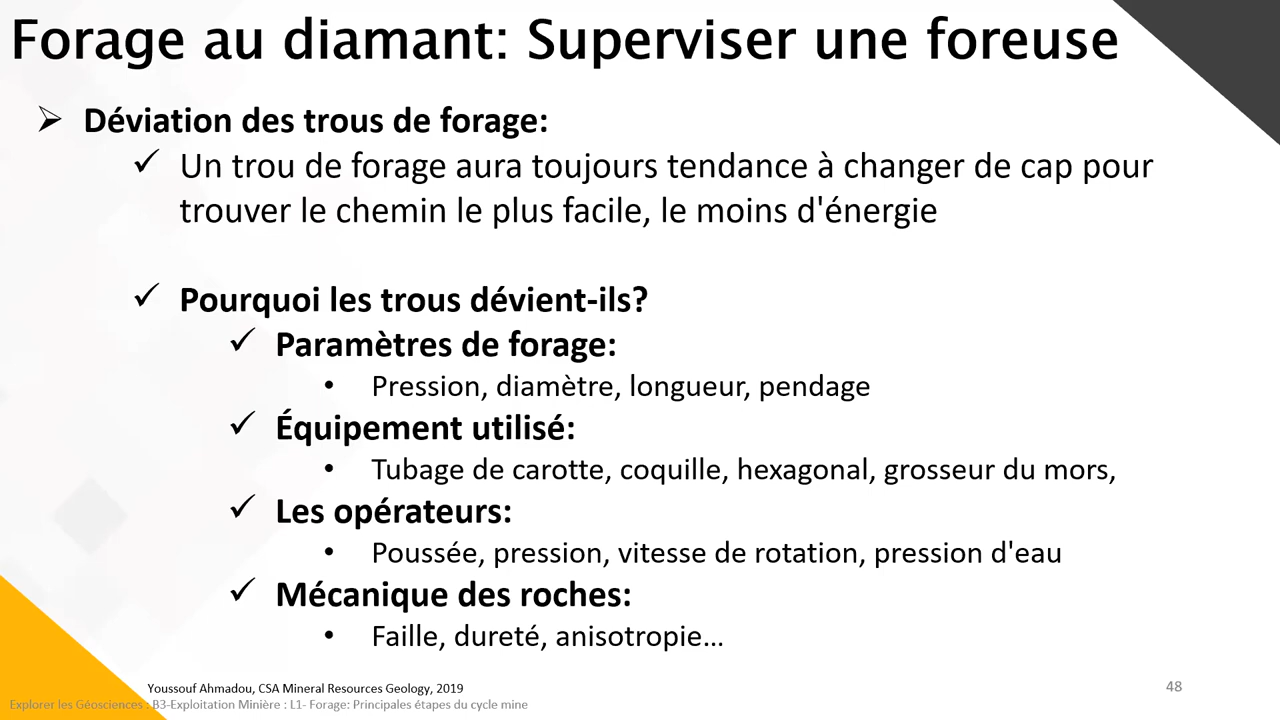 Forage au diamant: Superviser une foreuse
➢ Déviation des trous de forage:
✓ Un trou de forage aura toujours tendance à changer de cap pour
trouver le chemin le plus facile, le moins d'énergie
✓ Pourquoi les trous dévient-ils?
✓ Paramètres de forage:
• Pression, diamètre, longueur, pendage
✓ Équipement utilisé:
• Tubage de carotte, coquille, hexagonal, grosseur du mors,
✓ Les opérateurs:
• Poussée, pression, vitesse de rotation, pression d'eau
✓ Mécanique des roches:
• Faille, dureté, anisotropie…
Youssouf Ahmadou, CSA Mineral Resources Geology, 2019
48
Explorer les Géosciences : B3-Exploitation Minière : L1- Forage: Principales étapes du cycle mine